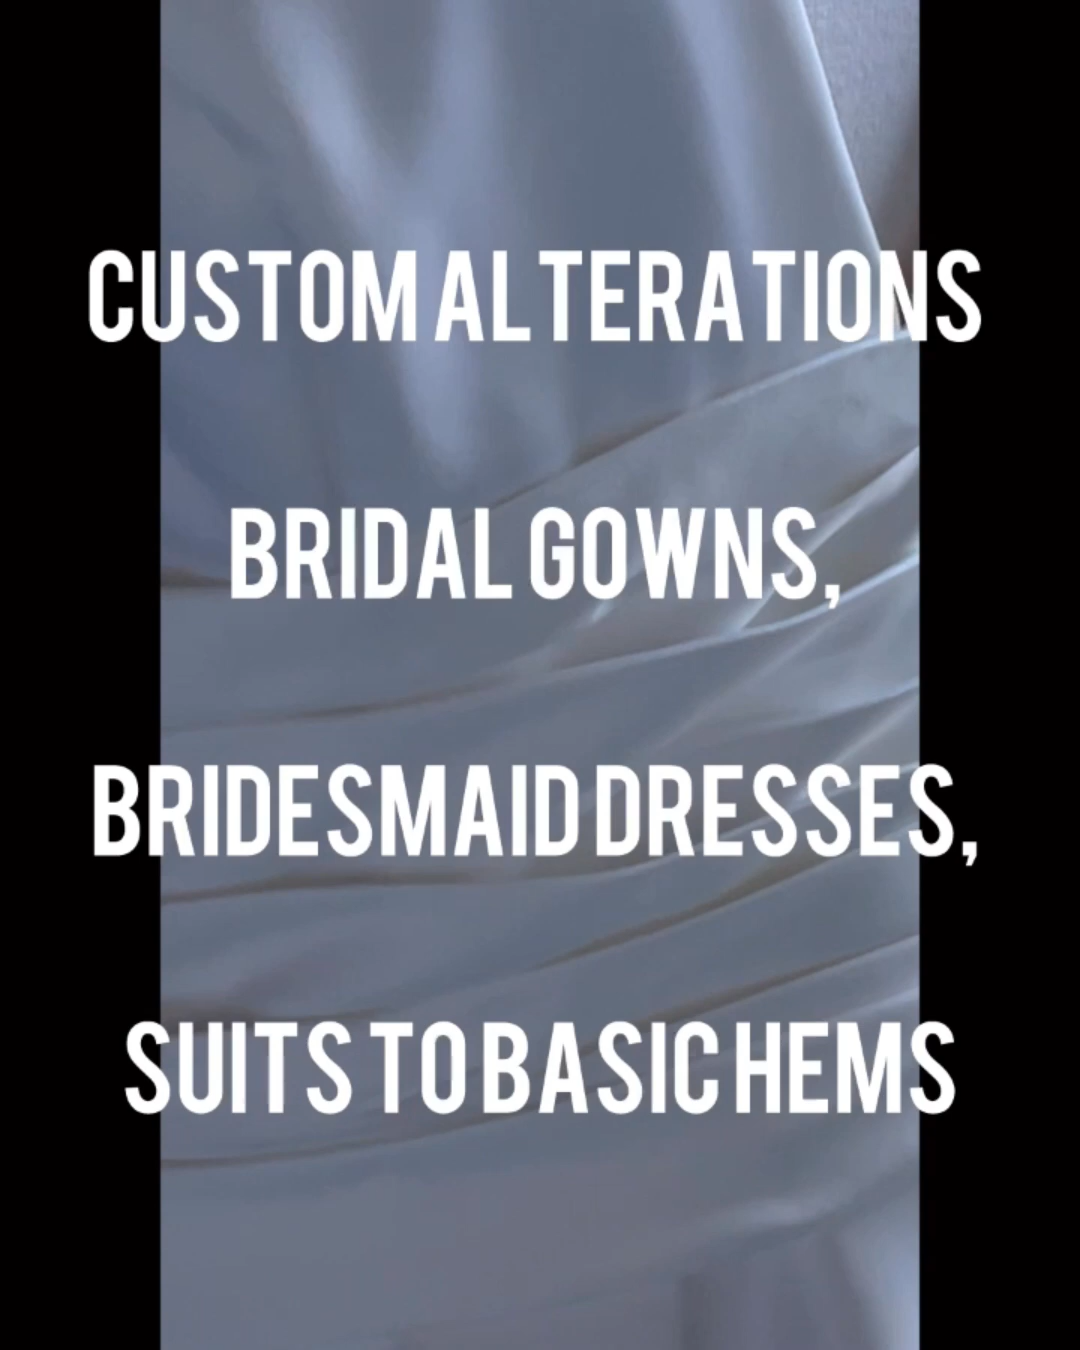 CUSTOM ALTERATIONS
BRIDAL GOWNS,
BRIDESMAID DRESSES,
SUITS TO BASIC HEMS